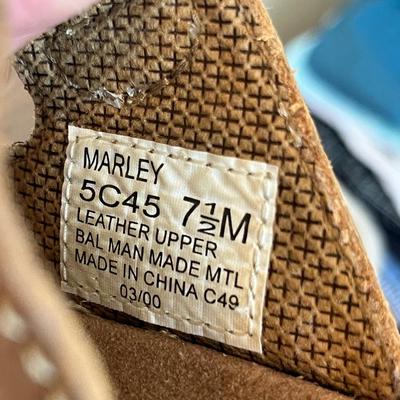 MARLEY
5C45 7½M
LEATHER UPPER
BAL MAN MADE MTL
MADE IN CHINA C49
03/00